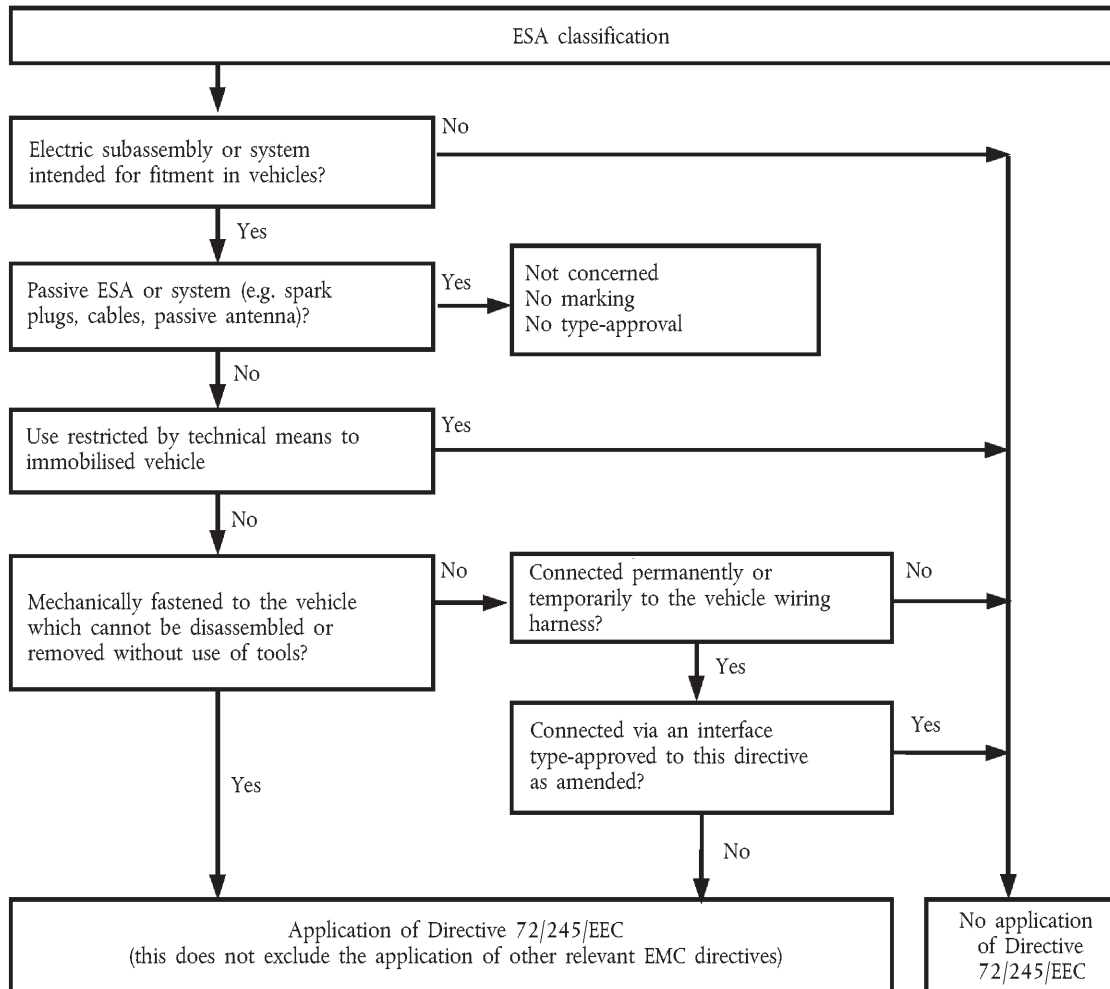 ESA classification
No
Electric subassembly or system
intended for fitment in vehicles?
Yes
Passive ESA or system (e.g. spark
plugs, cables, passive antenna)?
Yes
Not concerned
No marking
No type-approval
No
Use restricted by technical means to
immobilised vehicle
Yes
No
Mechanically fastened to the vehicle
which cannot be disassembled or
removed without use of tools?
No
Connected permanently or
temporarily to the vehicle wiring
harness?
No
Yes
Connected via an interface
type-approved to this directive
as amended?
Yes
Yes
No
Application of Directive 72/245/EEC
(this does not exclude the application of other relevant EMC directives)
No application
of Directive
72/245/EEC